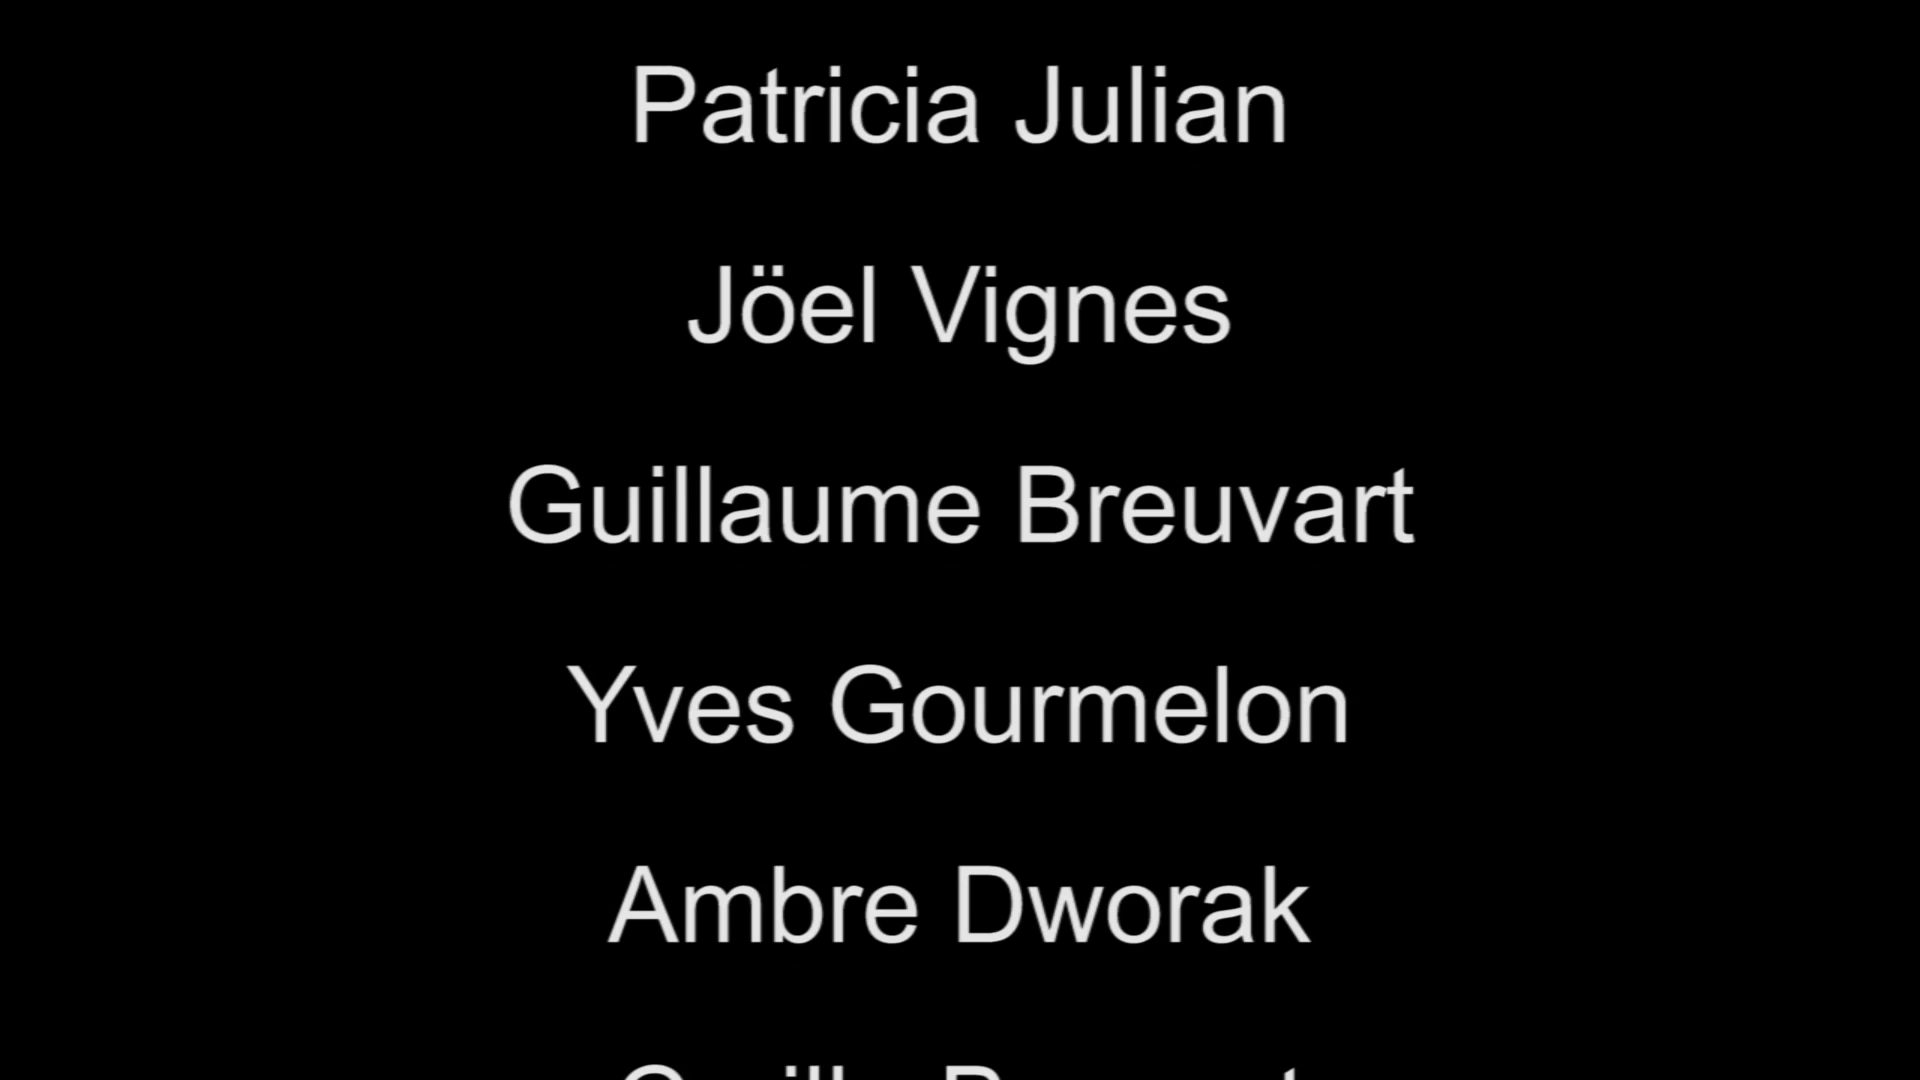 Patricia Julian
Jöel Vignes
Guillaume Breuvart
Yves Gourmelon
Ambre Dworak